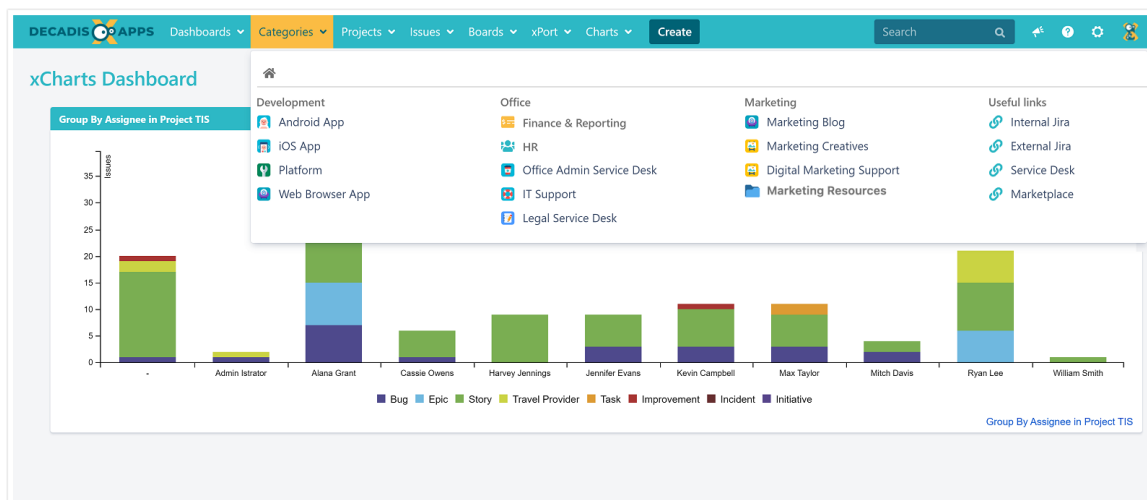 DECADIS APPS Dashboards Categories Projects Issues Boards xPort Charts Create Search
xCharts Dashboard
Development
Android App
iOS App
Platform
Web Browser App
Office
Finance & Reporting
HR
Office Admin Service Desk
IT Support
Legal Service Desk
Marketing
Marketing Blog
Marketing Creatives
Digital Marketing Support
Marketing Resources
Useful links
Internal Jira
External Jira
Service Desk
Marketplace
Group By Assignee in Project TIS
Issues
35
30
25
20
15
10
5
0
- Admin Istrator Alana Grant Cassie Owens Harvey Jennings Jennifer Evans Kevin Campbell Max Taylor Mitch Davis Ryan Lee William Smith
Bug Epic Story Travel Provider Task Improvement Incident Initiative
Group By Assignee in Project TIS